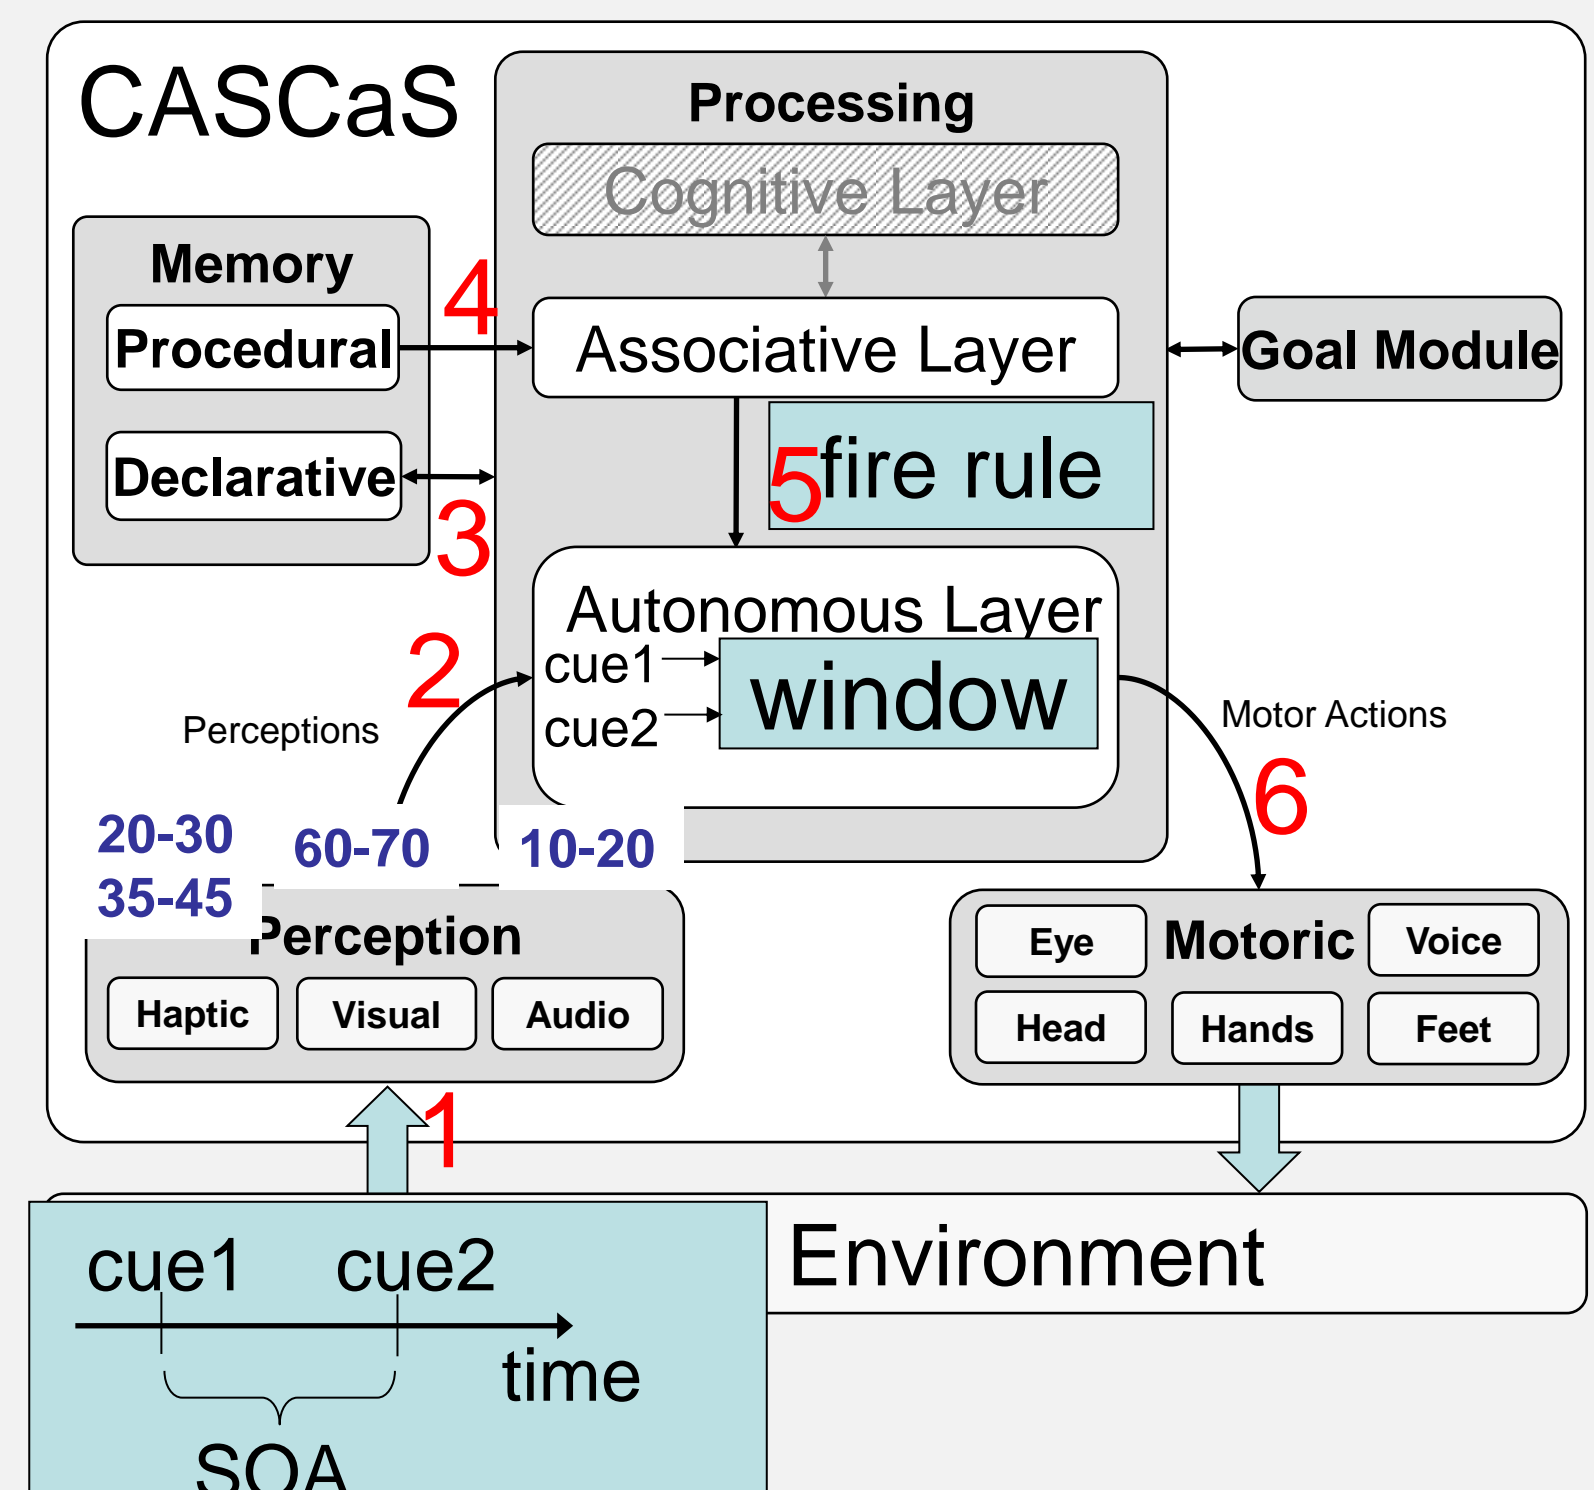 CASCaS
Processing
Cognitive Layer
Memory
4
Procedural
Associative Layer
Goal Module
5
fire rule
Declarative
3
Autonomous Layer
2
cue1
window
cue2
Perceptions
Motor Actions
6
20-30
60-70
10-20
35-45
Perception
Eye
Motoric
Voice
Haptic
Visual
Audio
Head
Hands
Feet
1
Environment
cue1
cue2
time
SOA